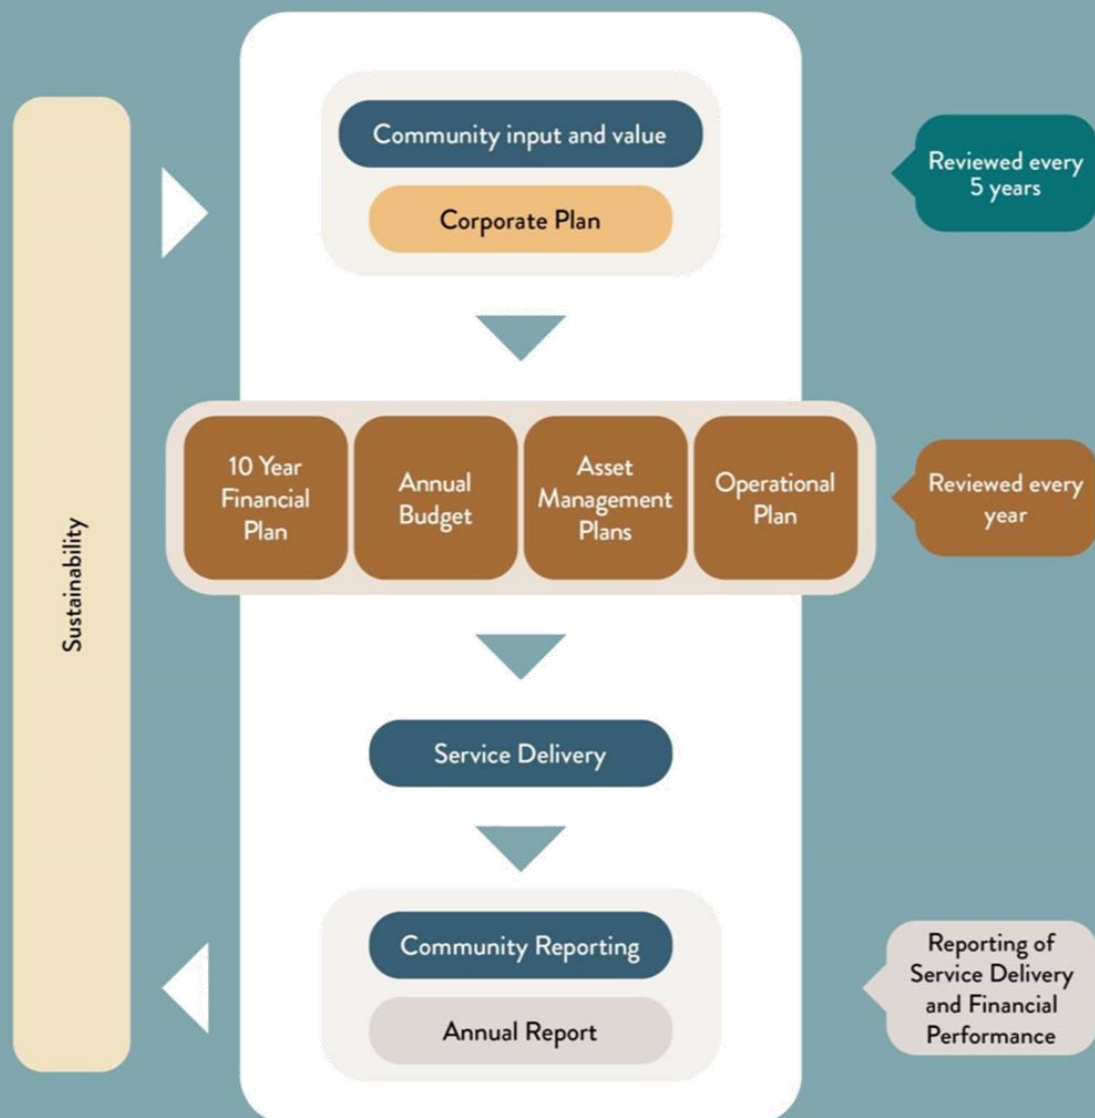 Community input and value
Corporate Plan
Reviewed every
5 years
10 Year
Financial
Plan
Annual
Budget
Asset
Management
Plans
Operational
Plan
Reviewed every
year
Sustainability
Service Delivery
Community Reporting
Annual Report
Reporting of
Service Delivery
and Financial
Performance